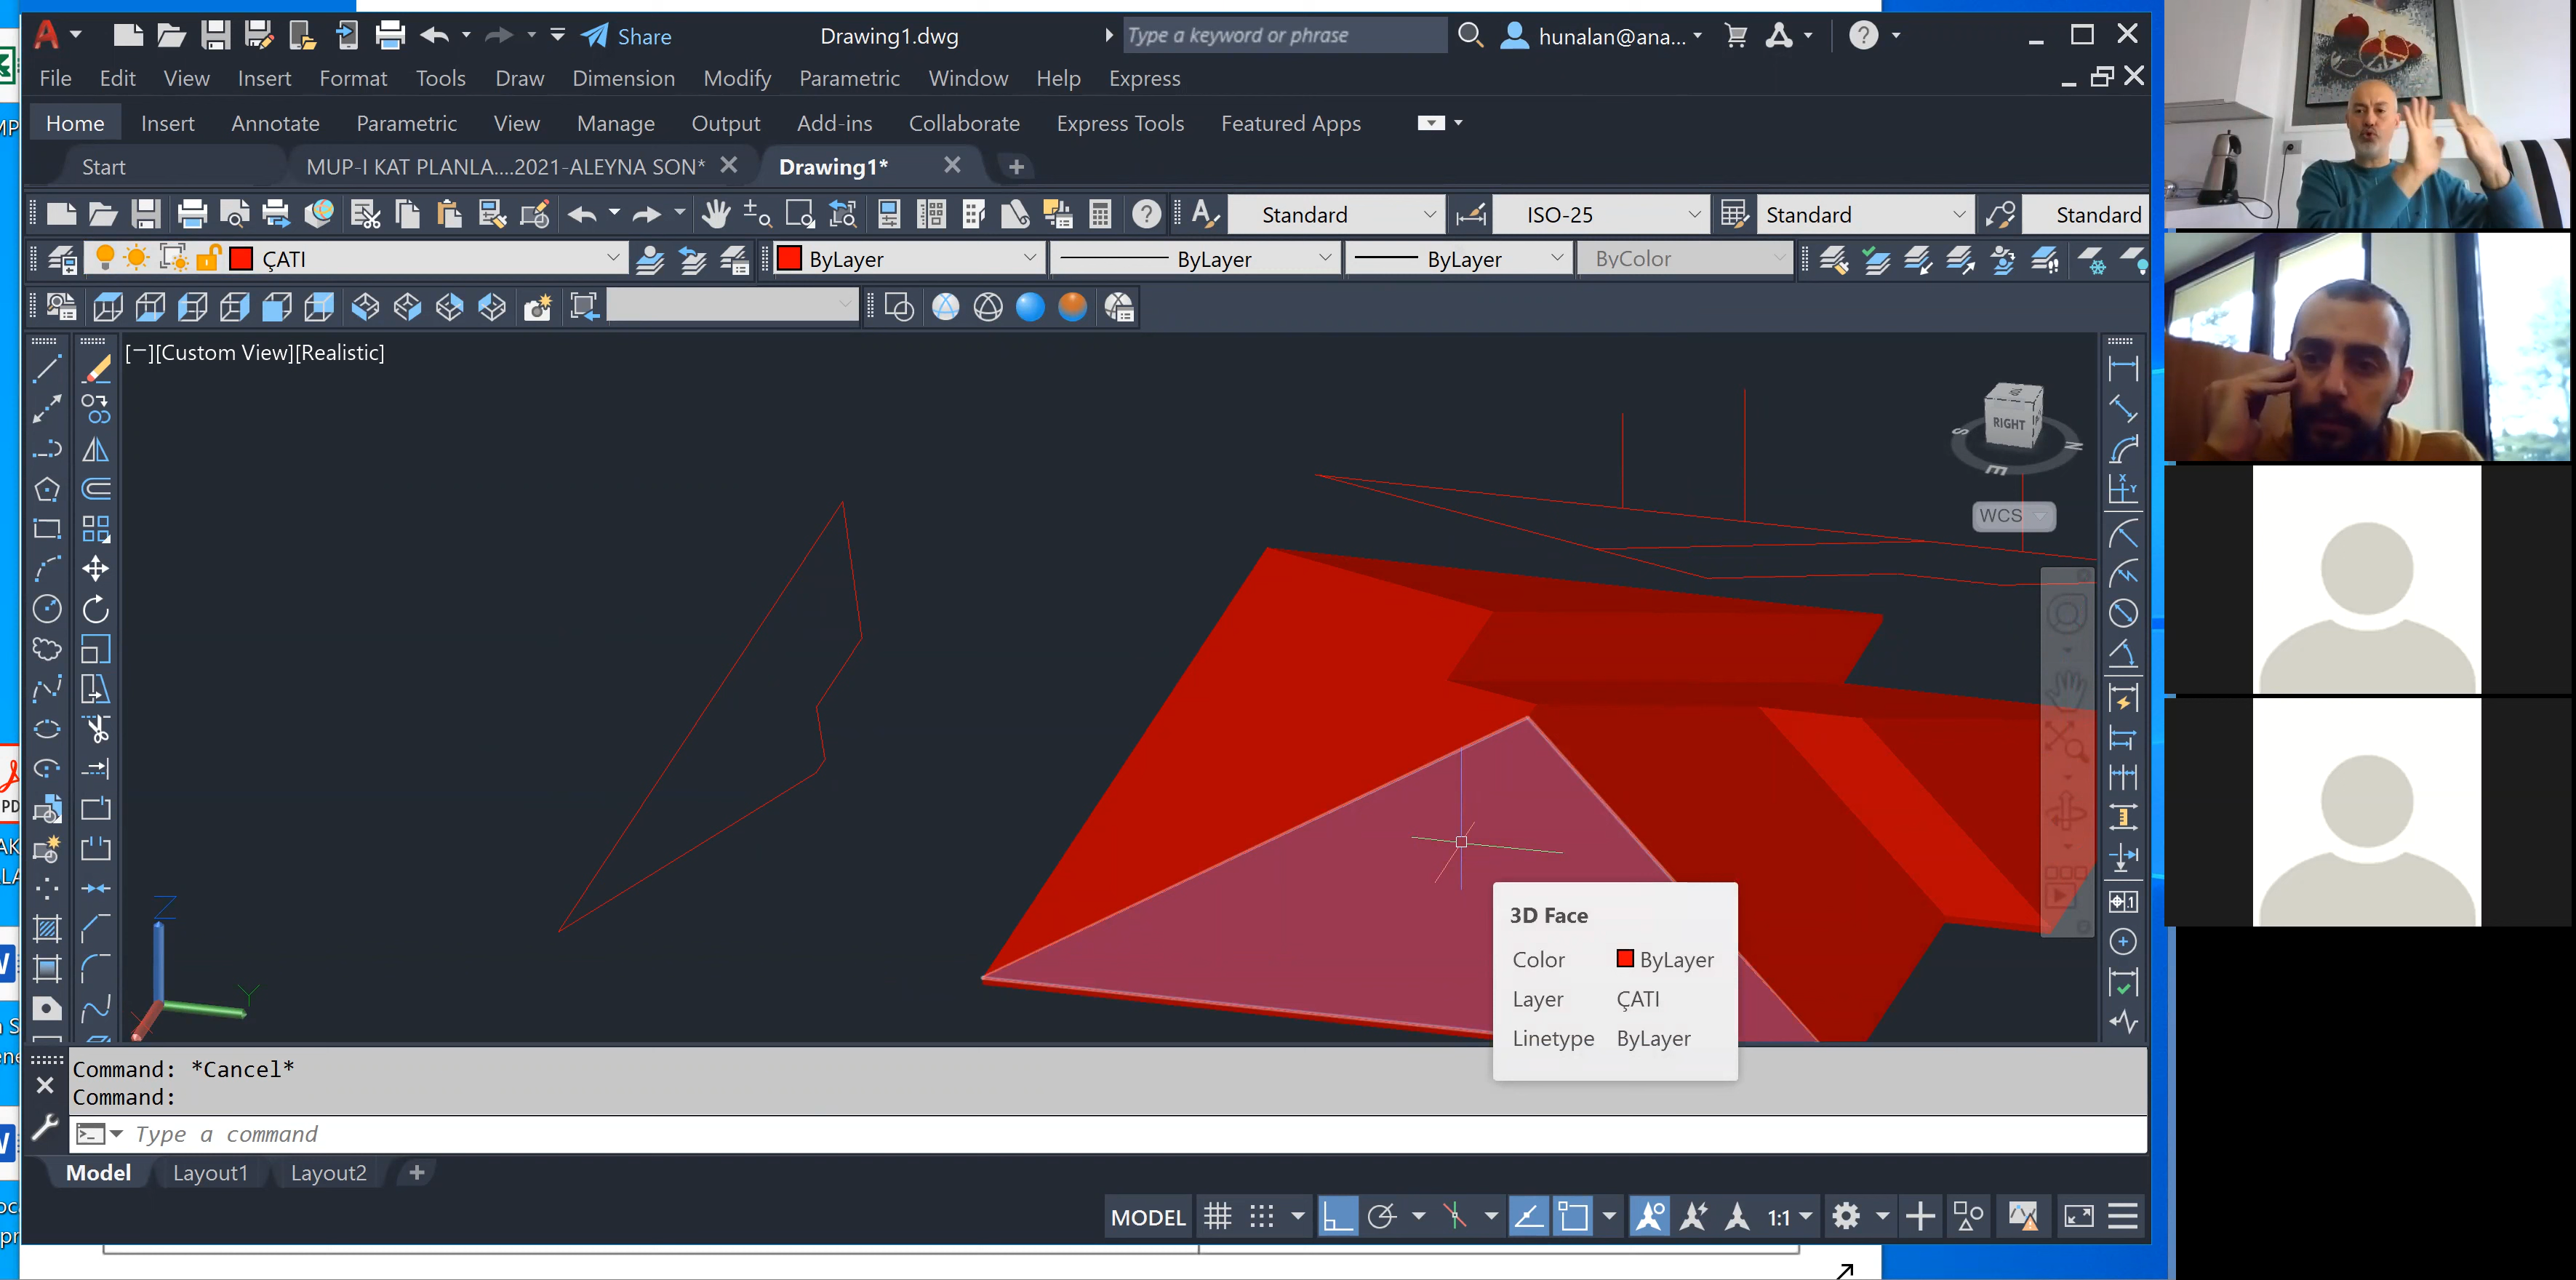 Share
Drawing1.dwg
Type a keyword or phrase
hunalan@ana...
File Edit View Insert Format Tools Draw Dimension Modify Parametric Window Help Express
Home Insert Annotate Parametric View Manage Output Add-ins Collaborate Express Tools Featured Apps
Start MUP-I KAT PLANLA....2021-ALEYNA SON* Drawing1*
Standard ISO-25 Standard Standard
ÇATI ByLayer ByLayer ByLayer ByColor
[−][Custom View][Realistic]
RIGHT
S
N
E
WCS
3D Face
Color ByLayer
Layer ÇATI
Linetype ByLayer
Z
Y
X
Command: *Cancel*
Command:
Type a command
Model Layout1 Layout2
MODEL 1:1